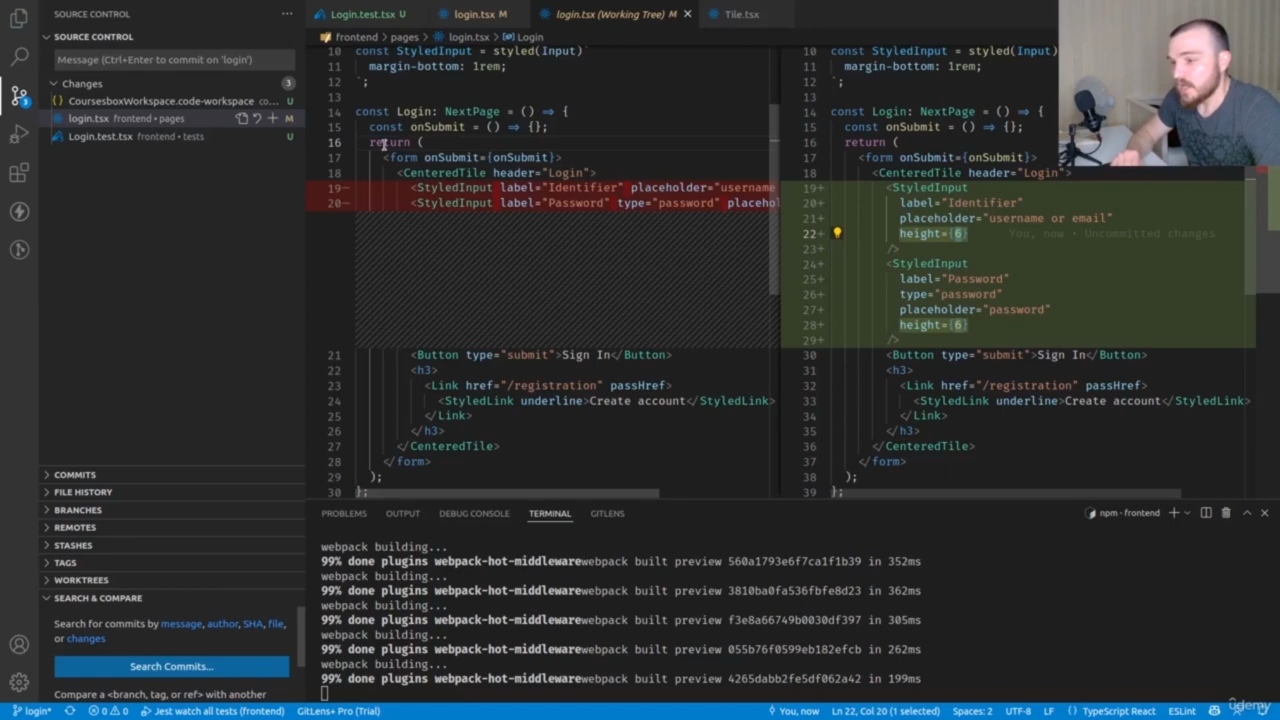 SOURCE CONTROL
SOURCE CONTROL
Message (Ctrl+Enter to commit on 'login')
Changes 3
CoursesboxWorkspace.code-workspace co... U
login.tsx frontend • pages M
Login.test.tsx frontend • tests U
COMMITS
FILE HISTORY
BRANCHES
REMOTES
STASHES
TAGS
WORKTREES
SEARCH & COMPARE
Search for commits by message, author, SHA, file,
or changes
Search Commits...
Compare a <branch, tag, or ref> with another
Login.test.tsx U
login.tsx M
login.tsx (Working Tree) M
Tile.tsx
frontend > pages > login.tsx > Login
10 const StyledInput = styled(Input)`
11 margin-bottom: 1rem;
12 `;
13
14 const Login: NextPage = () => {
15 const onSubmit = () => {};
16 return (
17 <form onSubmit={onSubmit}>
18 <CenteredTile header="Login">
19— <StyledInput label="Identifier" placeholder="username
20— <StyledInput label="Password" type="password" placehol
21 <Button type="submit">Sign In</Button>
22 <h3>
23 <Link href="/registration" passHref>
24 <StyledLink underline>Create account</StyledLink>
25 </Link>
26 </h3>
27 </CenteredTile>
28 </form>
29 );
30 };
10 const StyledInput = styled(Input)`
11 margin-bottom: 1rem;
12 `;
13
14 const Login: NextPage = () => {
15 const onSubmit = () => {};
16 return (
17 <form onSubmit={onSubmit}>
18 <CenteredTile header="Login">
19+ <StyledInput
20+ label="Identifier"
21+ placeholder="username or email"
22+ height={6} You, now • Uncommitted changes
23+ />
24+ <StyledInput
25+ label="Password"
26+ type="password"
27+ placeholder="password"
28+ height={6}
29+ />
30 <Button type="submit">Sign In</Button>
31 <h3>
32 <Link href="/registration" passHref>
33 <StyledLink underline>Create account</StyledLink>
34 </Link>
35 </h3>
36 </CenteredTile>
37 </form>
38 );
39 };
PROBLEMS OUTPUT DEBUG CONSOLE TERMINAL GITLENS
npm - frontend
webpack building...
99% done plugins webpack-hot-middlewarewebpack built preview 560a1793e6f7ca1f1b39 in 352ms
webpack building...
99% done plugins webpack-hot-middlewarewebpack built preview 3810ba0fa536fbfe8d23 in 362ms
webpack building...
99% done plugins webpack-hot-middlewarewebpack built preview f3e8a66749b0030df397 in 305ms
webpack building...
99% done plugins webpack-hot-middlewarewebpack built preview 055b76f0599eb182efcb in 262ms
webpack building...
99% done plugins webpack-hot-middlewarewebpack built preview 4265dabb2fe5df062a42 in 199ms
login* 0 0 Jest watch all tests (frontend) GitLens+ Pro (Trial) You, now Ln 22, Col 20 (1 selected) Spaces: 2 UTF-8 LF TypeScript React ESLint
udemy